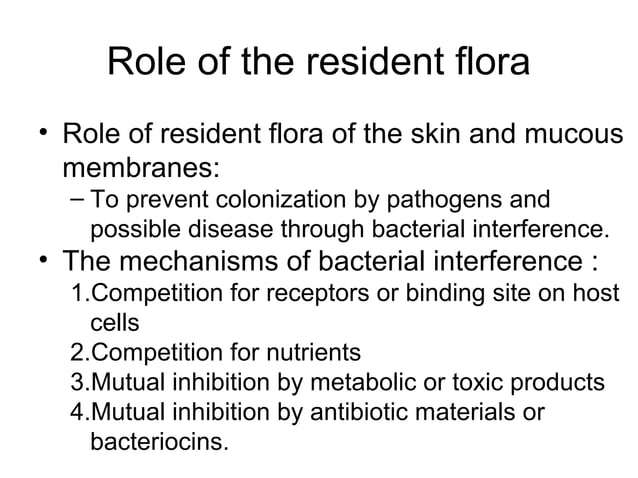 Role of the resident flora
• Role of resident flora of the skin and mucous
membranes:
– To prevent colonization by pathogens and
possible disease through bacterial interference.
• The mechanisms of bacterial interference :
1.Competition for receptors or binding site on host
cells
2.Competition for nutrients
3.Mutual inhibition by metabolic or toxic products
4.Mutual inhibition by antibiotic materials or
bacteriocins.